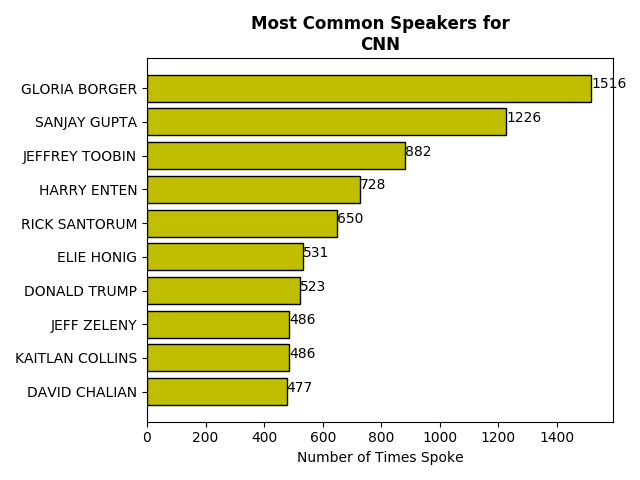 Most Common Speakers for
CNN
GLORIA BORGER 1516
SANJAY GUPTA 1226
JEFFREY TOOBIN 882
HARRY ENTEN 728
RICK SANTORUM 650
ELIE HONIG 531
DONALD TRUMP 523
JEFF ZELENY 486
KAITLAN COLLINS 486
DAVID CHALIAN 477
0 200 400 600 800 1000 1200 1400
Number of Times Spoke